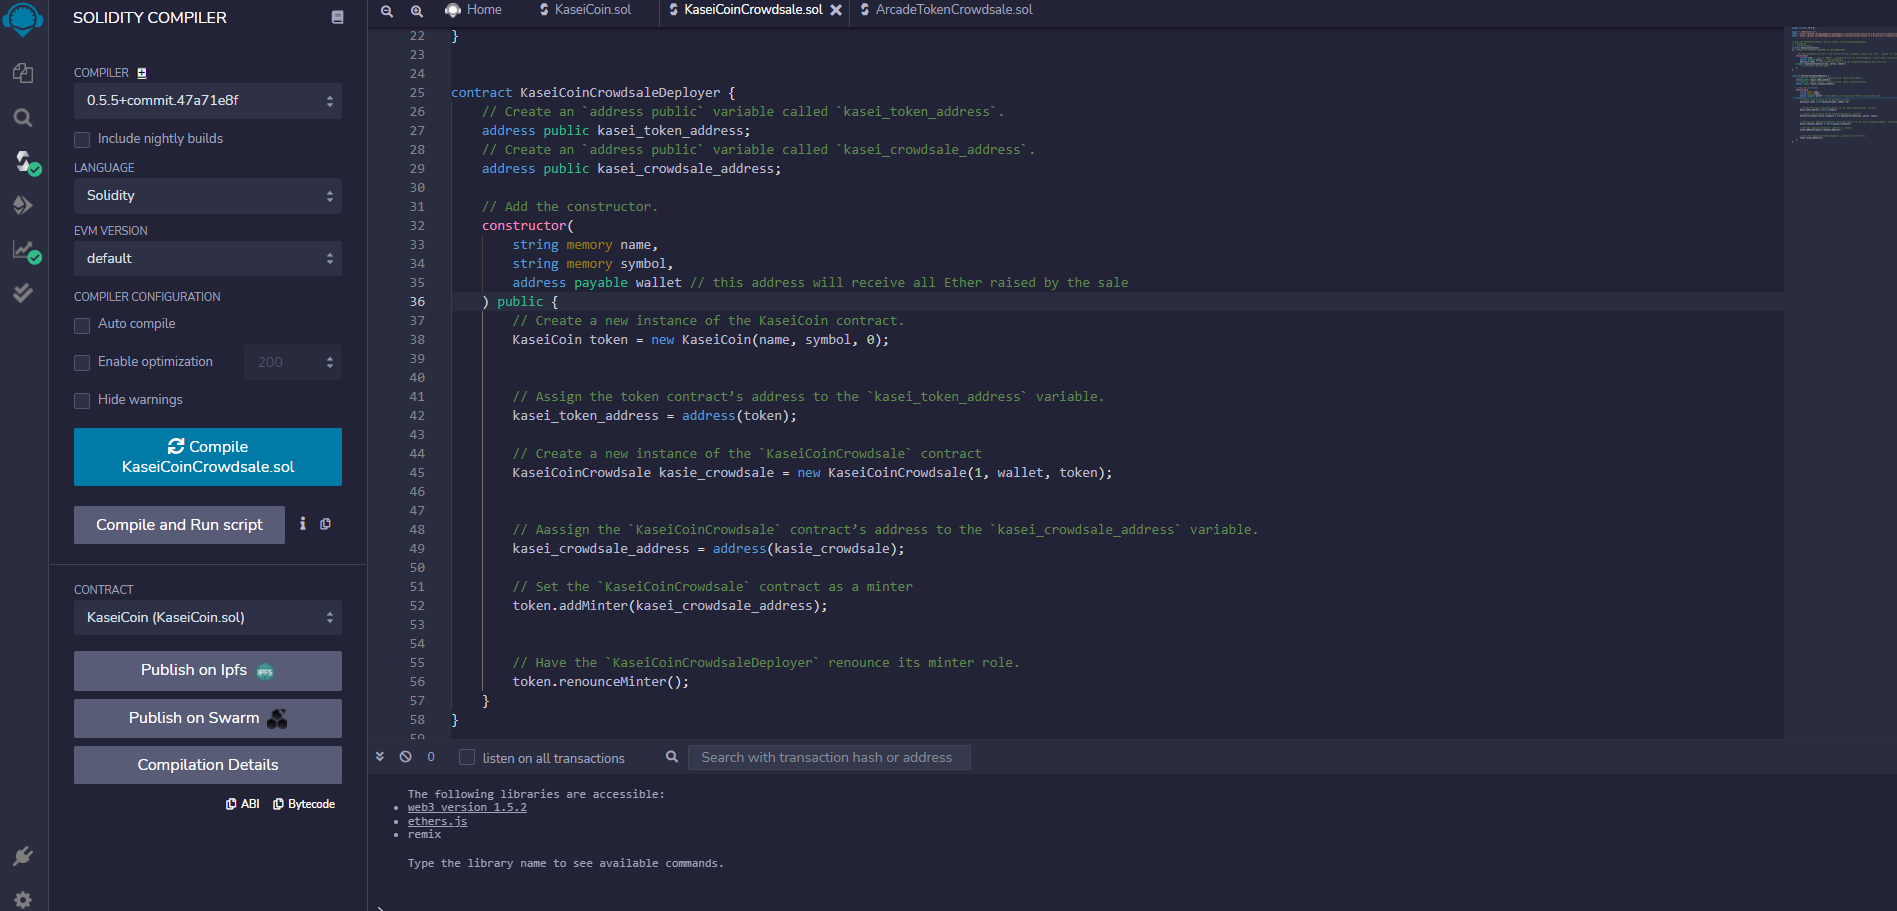 SOLIDITY COMPILER
COMPILER
0.5.5+commit.47a71e8f
Include nightly builds
LANGUAGE
Solidity
EVM VERSION
default
COMPILER CONFIGURATION
Auto compile
Enable optimization
200
Hide warnings
Compile
KaseiCoinCrowdsale.sol
Compile and Run script
CONTRACT
KaseiCoin (KaseiCoin.sol)
Publish on Ipfs
IPFS
Publish on Swarm
Compilation Details
ABI
Bytecode
Home
KaseiCoin.sol
KaseiCoinCrowdsale.sol
ArcadeTokenCrowdsale.sol
22 }
23
24
25 contract KaseiCoinCrowdsaleDeployer {
26 // Create an `address public` variable called `kasei_token_address`.
27 address public kasei_token_address;
28 // Create an `address public` variable called `kasei_crowdsale_address`.
29 address public kasei_crowdsale_address;
30
31 // Add the constructor.
32 constructor(
33 string memory name,
34 string memory symbol,
35 address payable wallet // this address will receive all Ether raised by the sale
36 ) public {
37 // Create a new instance of the KaseiCoin contract.
38 KaseiCoin token = new KaseiCoin(name, symbol, 0);
39
40
41 // Assign the token contract’s address to the `kasei_token_address` variable.
42 kasei_token_address = address(token);
43
44 // Create a new instance of the `KaseiCoinCrowdsale` contract
45 KaseiCoinCrowdsale kasie_crowdsale = new KaseiCoinCrowdsale(1, wallet, token);
46
47
48 // Aassign the `KaseiCoinCrowdsale` contract’s address to the `kasei_crowdsale_address` variable.
49 kasei_crowdsale_address = address(kasie_crowdsale);
50
51 // Set the `KaseiCoinCrowdsale` contract as a minter
52 token.addMinter(kasei_crowdsale_address);
53
54
55 // Have the `KaseiCoinCrowdsaleDeployer` renounce its minter role.
56 token.renounceMinter();
57 }
58 }
59
0
listen on all transactions
Search with transaction hash or address
The following libraries are accessible:
web3 version 1.5.2
ethers.js
remix
Type the library name to see available commands.
>